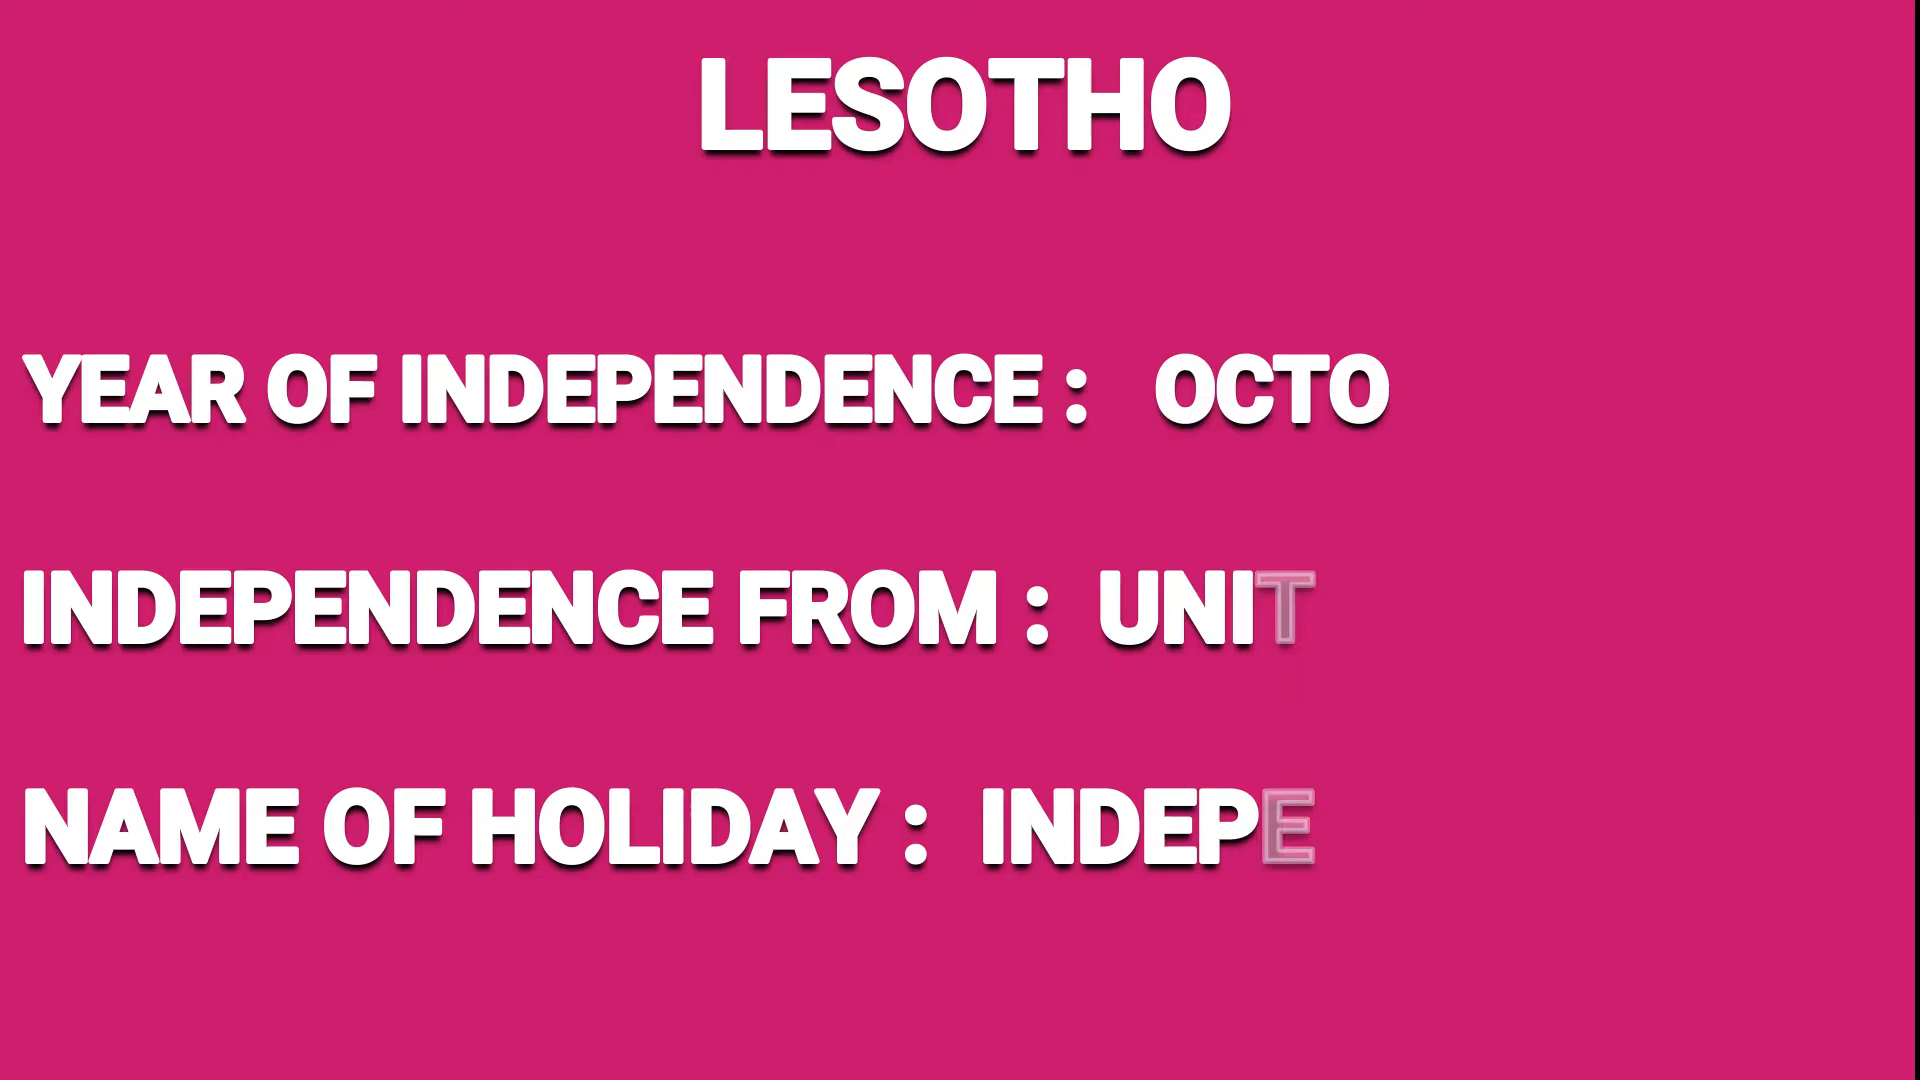 LESOTHO
YEAR OF INDEPENDENCE : OCTO
INDEPENDENCE FROM : UNIT
NAME OF HOLIDAY : INDEPE